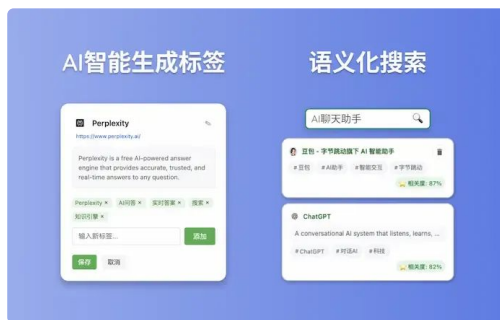 AI智能生成标签
Perplexity
https://www.perplexity.ai/
Perplexity is a free AI-powered answer
engine that provides accurate, trusted, and
real-time answers to any question.
Perplexity × AI问答 × 实时答案 × 搜索 ×
知识引擎 ×
输入新标签... 添加
保存 取消
语义化搜索
AI聊天助手
豆包 - 字节跳动旗下 AI 智能助手
# 豆包 # AI助手 # 智能交互 # 字节跳动
相关度: 87%
ChatGPT
A conversational AI system that listens, learns, ...
# ChatGPT # 对话AI # 科技
相关度: 82%